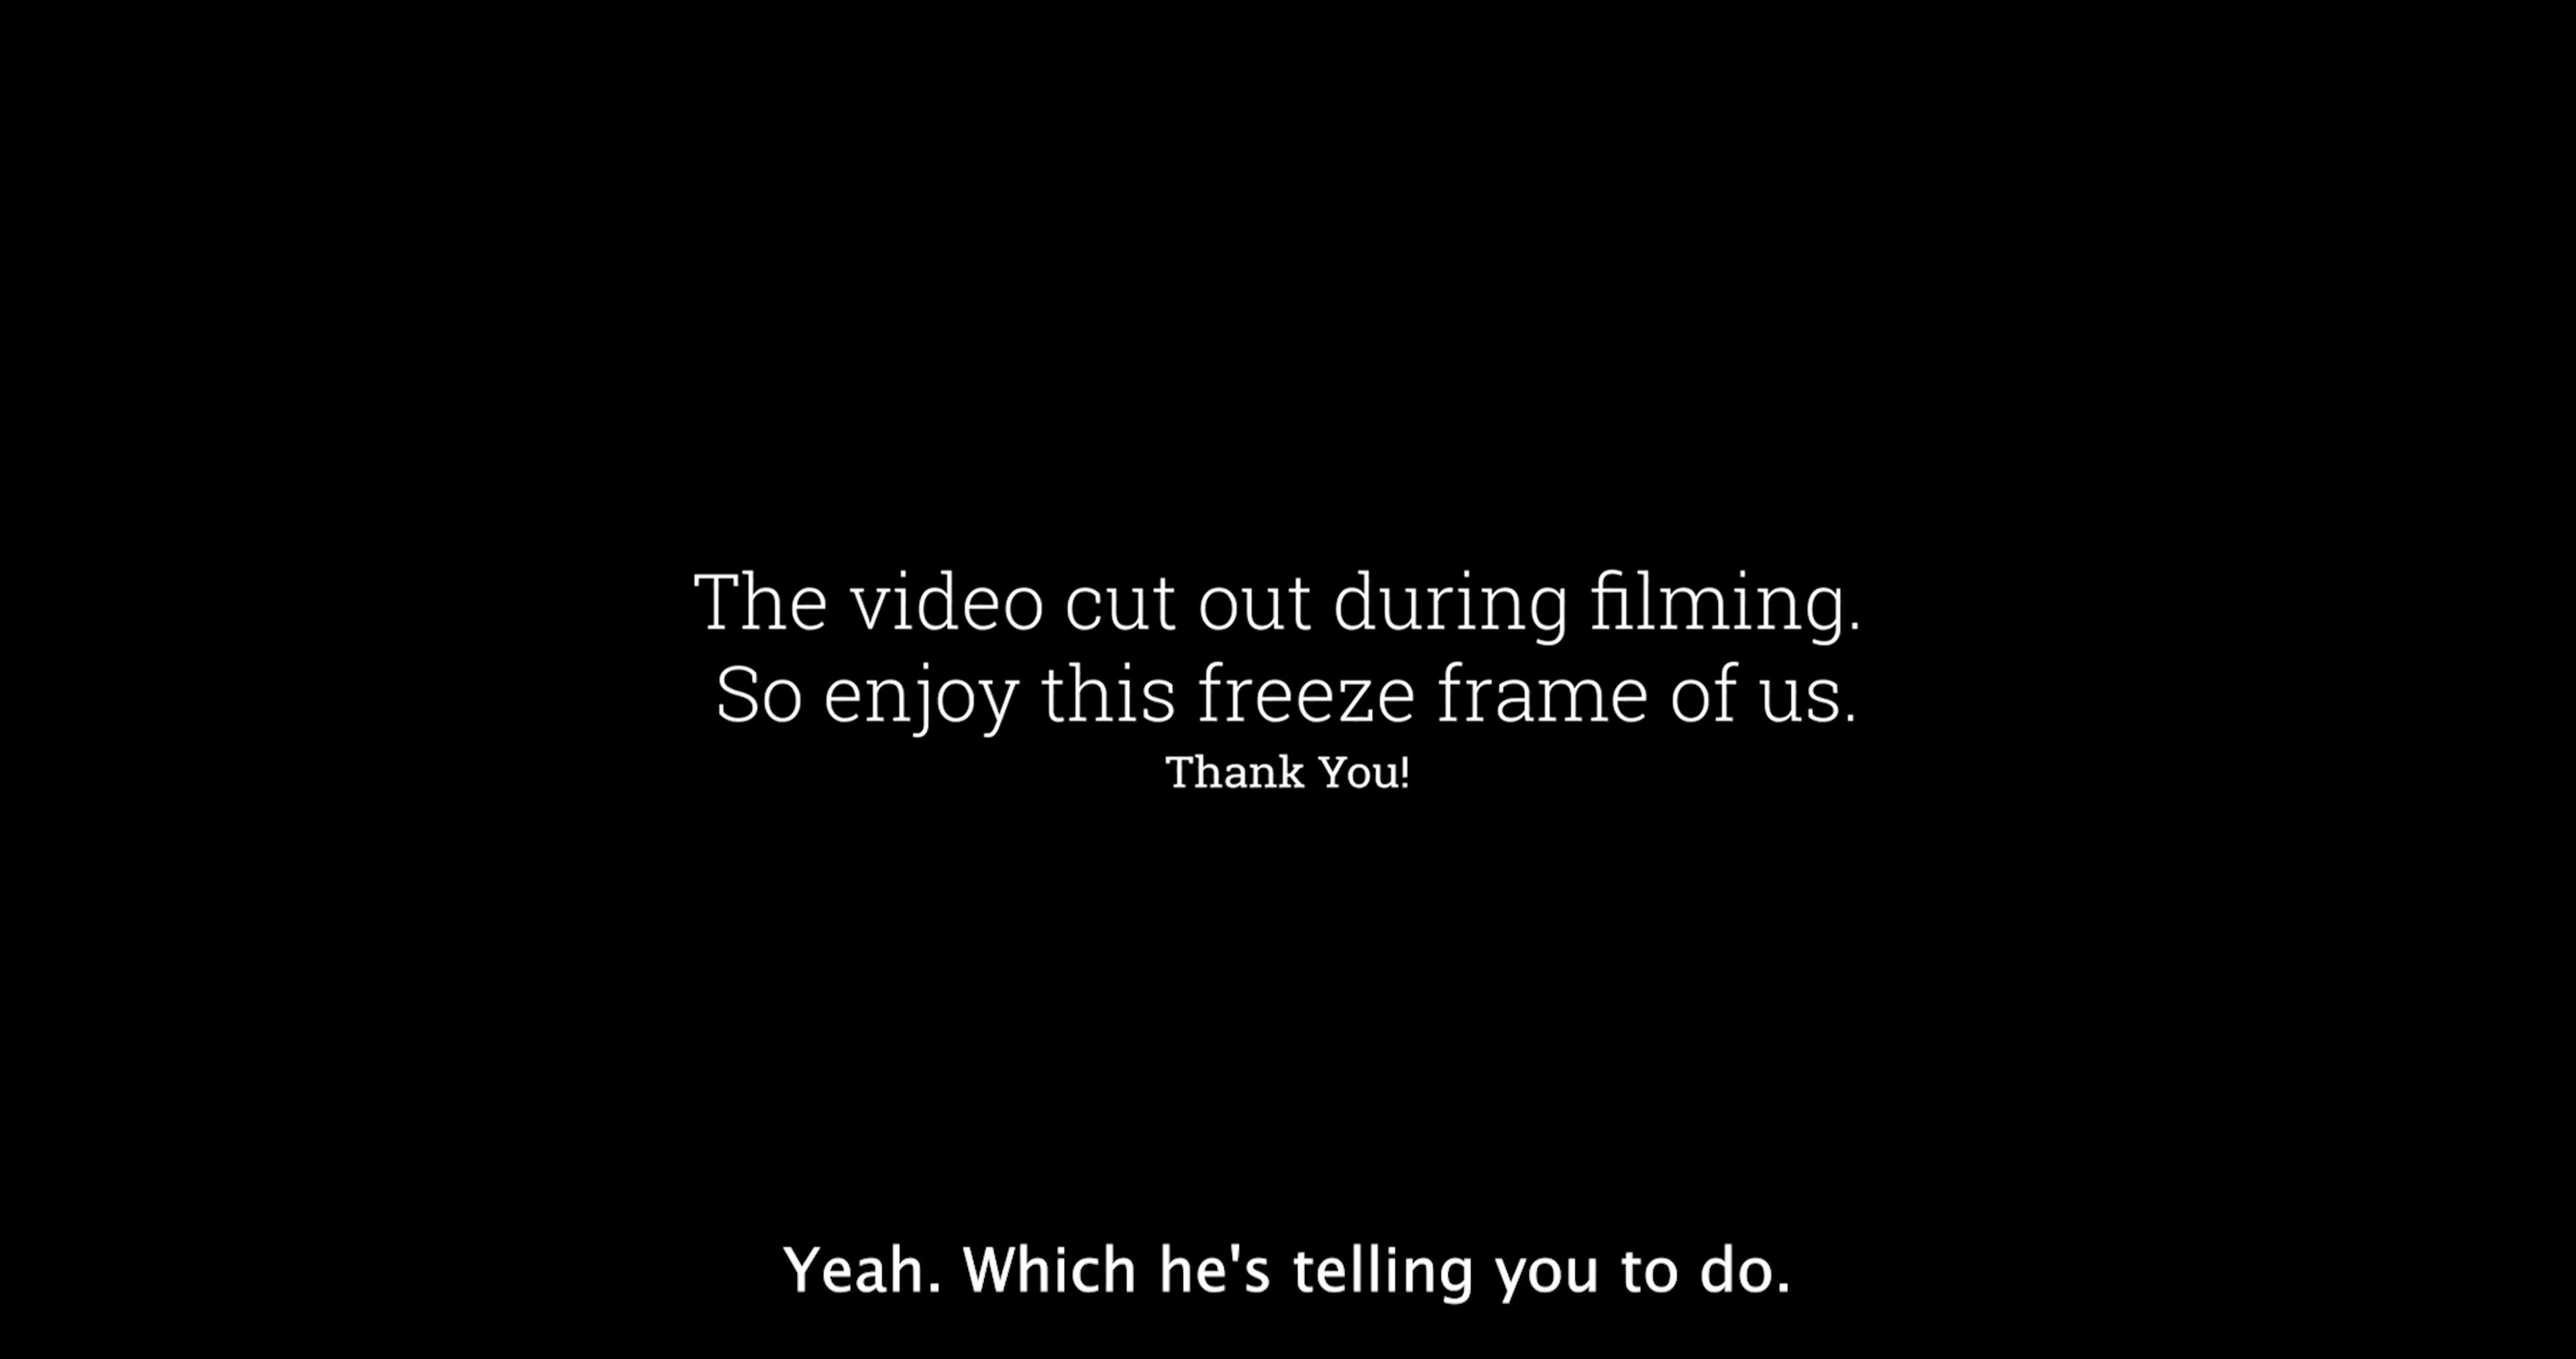 The video cut out during filming.
So enjoy this freeze frame of us.
Thank You!
Yeah. Which he's telling you to do.